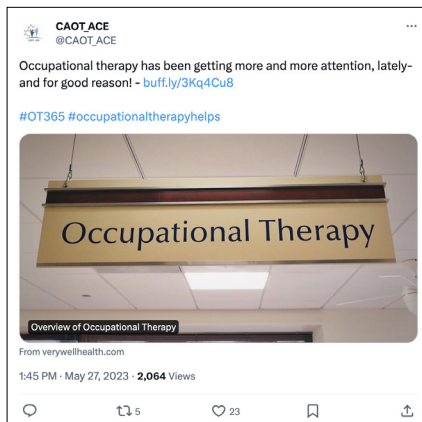 CAOT_ACE
@CAOT_ACE
Occupational therapy has been getting more and more attention, lately-
and for good reason! - buff.ly/3Kq4Cu8
#OT365 #occupationaltherapyhelps
Occupational Therapy
Overview of Occupational Therapy
From verywellhealth.com
1:45 PM · May 27, 2023 · 2,064 Views
5
23